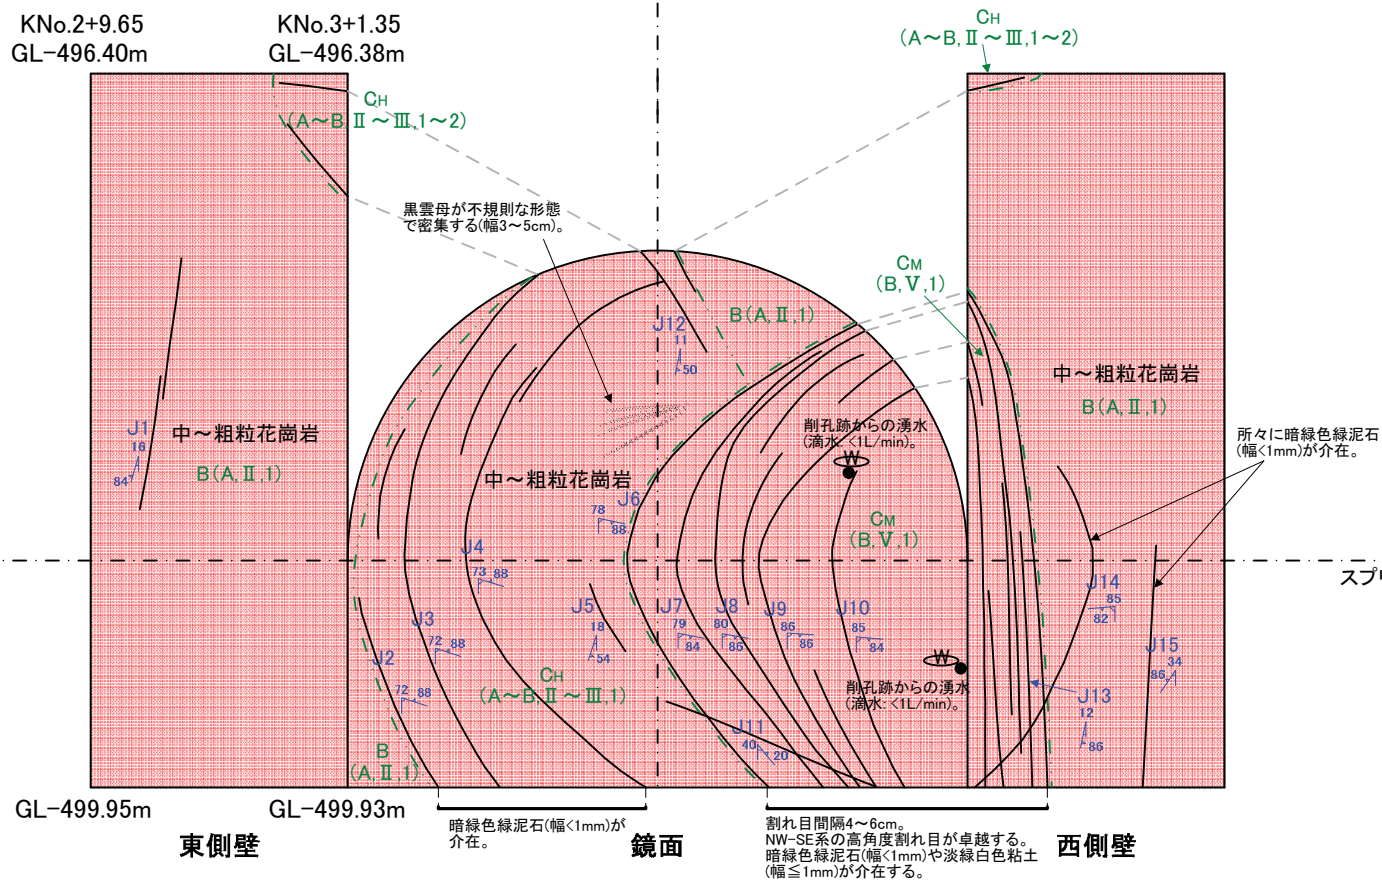 KNo.2+9.65
GL-496.40m
KNo.3+1.35
GL-496.38m
CH
(A～B,Ⅱ～Ⅲ,1～2)
CH
(A～B,Ⅱ～Ⅲ,1～2)
黒雲母が不規則な形態
で密集する(幅3～5cm)。
CM
(B,Ⅴ,1)
B(A,Ⅱ,1)
J12
11
50
中～粗粒花崗岩
B(A,Ⅱ,1)
J1
16
84
中～粗粒花崗岩
B(A,Ⅱ,1)
削孔跡からの湧水
(滴水:<1L/min)。
W
所々に暗緑色緑泥石
(幅<1mm)が介在。
中～粗粒花崗岩
J6
78
88
CM
(B,Ⅴ,1)
J4
73 88
スプリ
J3
72 88
J5
18
54
J7
79
84
J8
80
86
J9
86
86
J10
85
84
J14
85
82
J15
34
86
J2
72 88
CH
(A～B,Ⅱ～Ⅲ,1)
W
削孔跡からの湧水
(滴水:<1L/min)。
J13
12
86
J11
40 20
B
(A,Ⅱ,1)
GL-499.95m
GL-499.93m
暗緑色緑泥石(幅<1mm)が
介在。
割れ目間隔4～6cm。
NW-SE系の高角度割れ目が卓越する。
暗緑色緑泥石(幅<1mm)や淡緑白色粘土
(幅≦1mm)が介在する。
東側壁
鏡面
西側壁